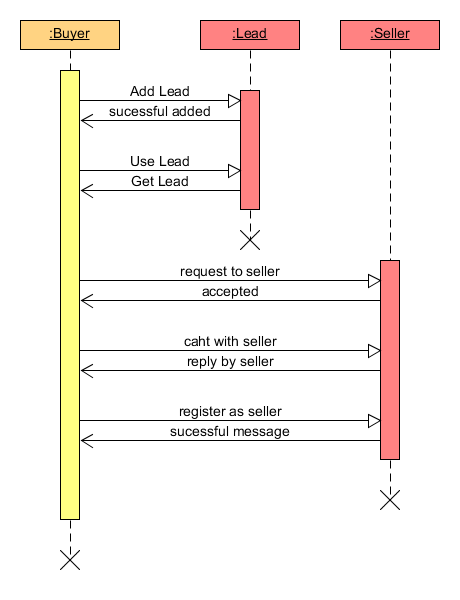 :Buyer
:Lead
:Seller
Add Lead
sucessful added
Use Lead
Get Lead
request to seller
accepted
caht with seller
reply by seller
register as seller
sucessful message